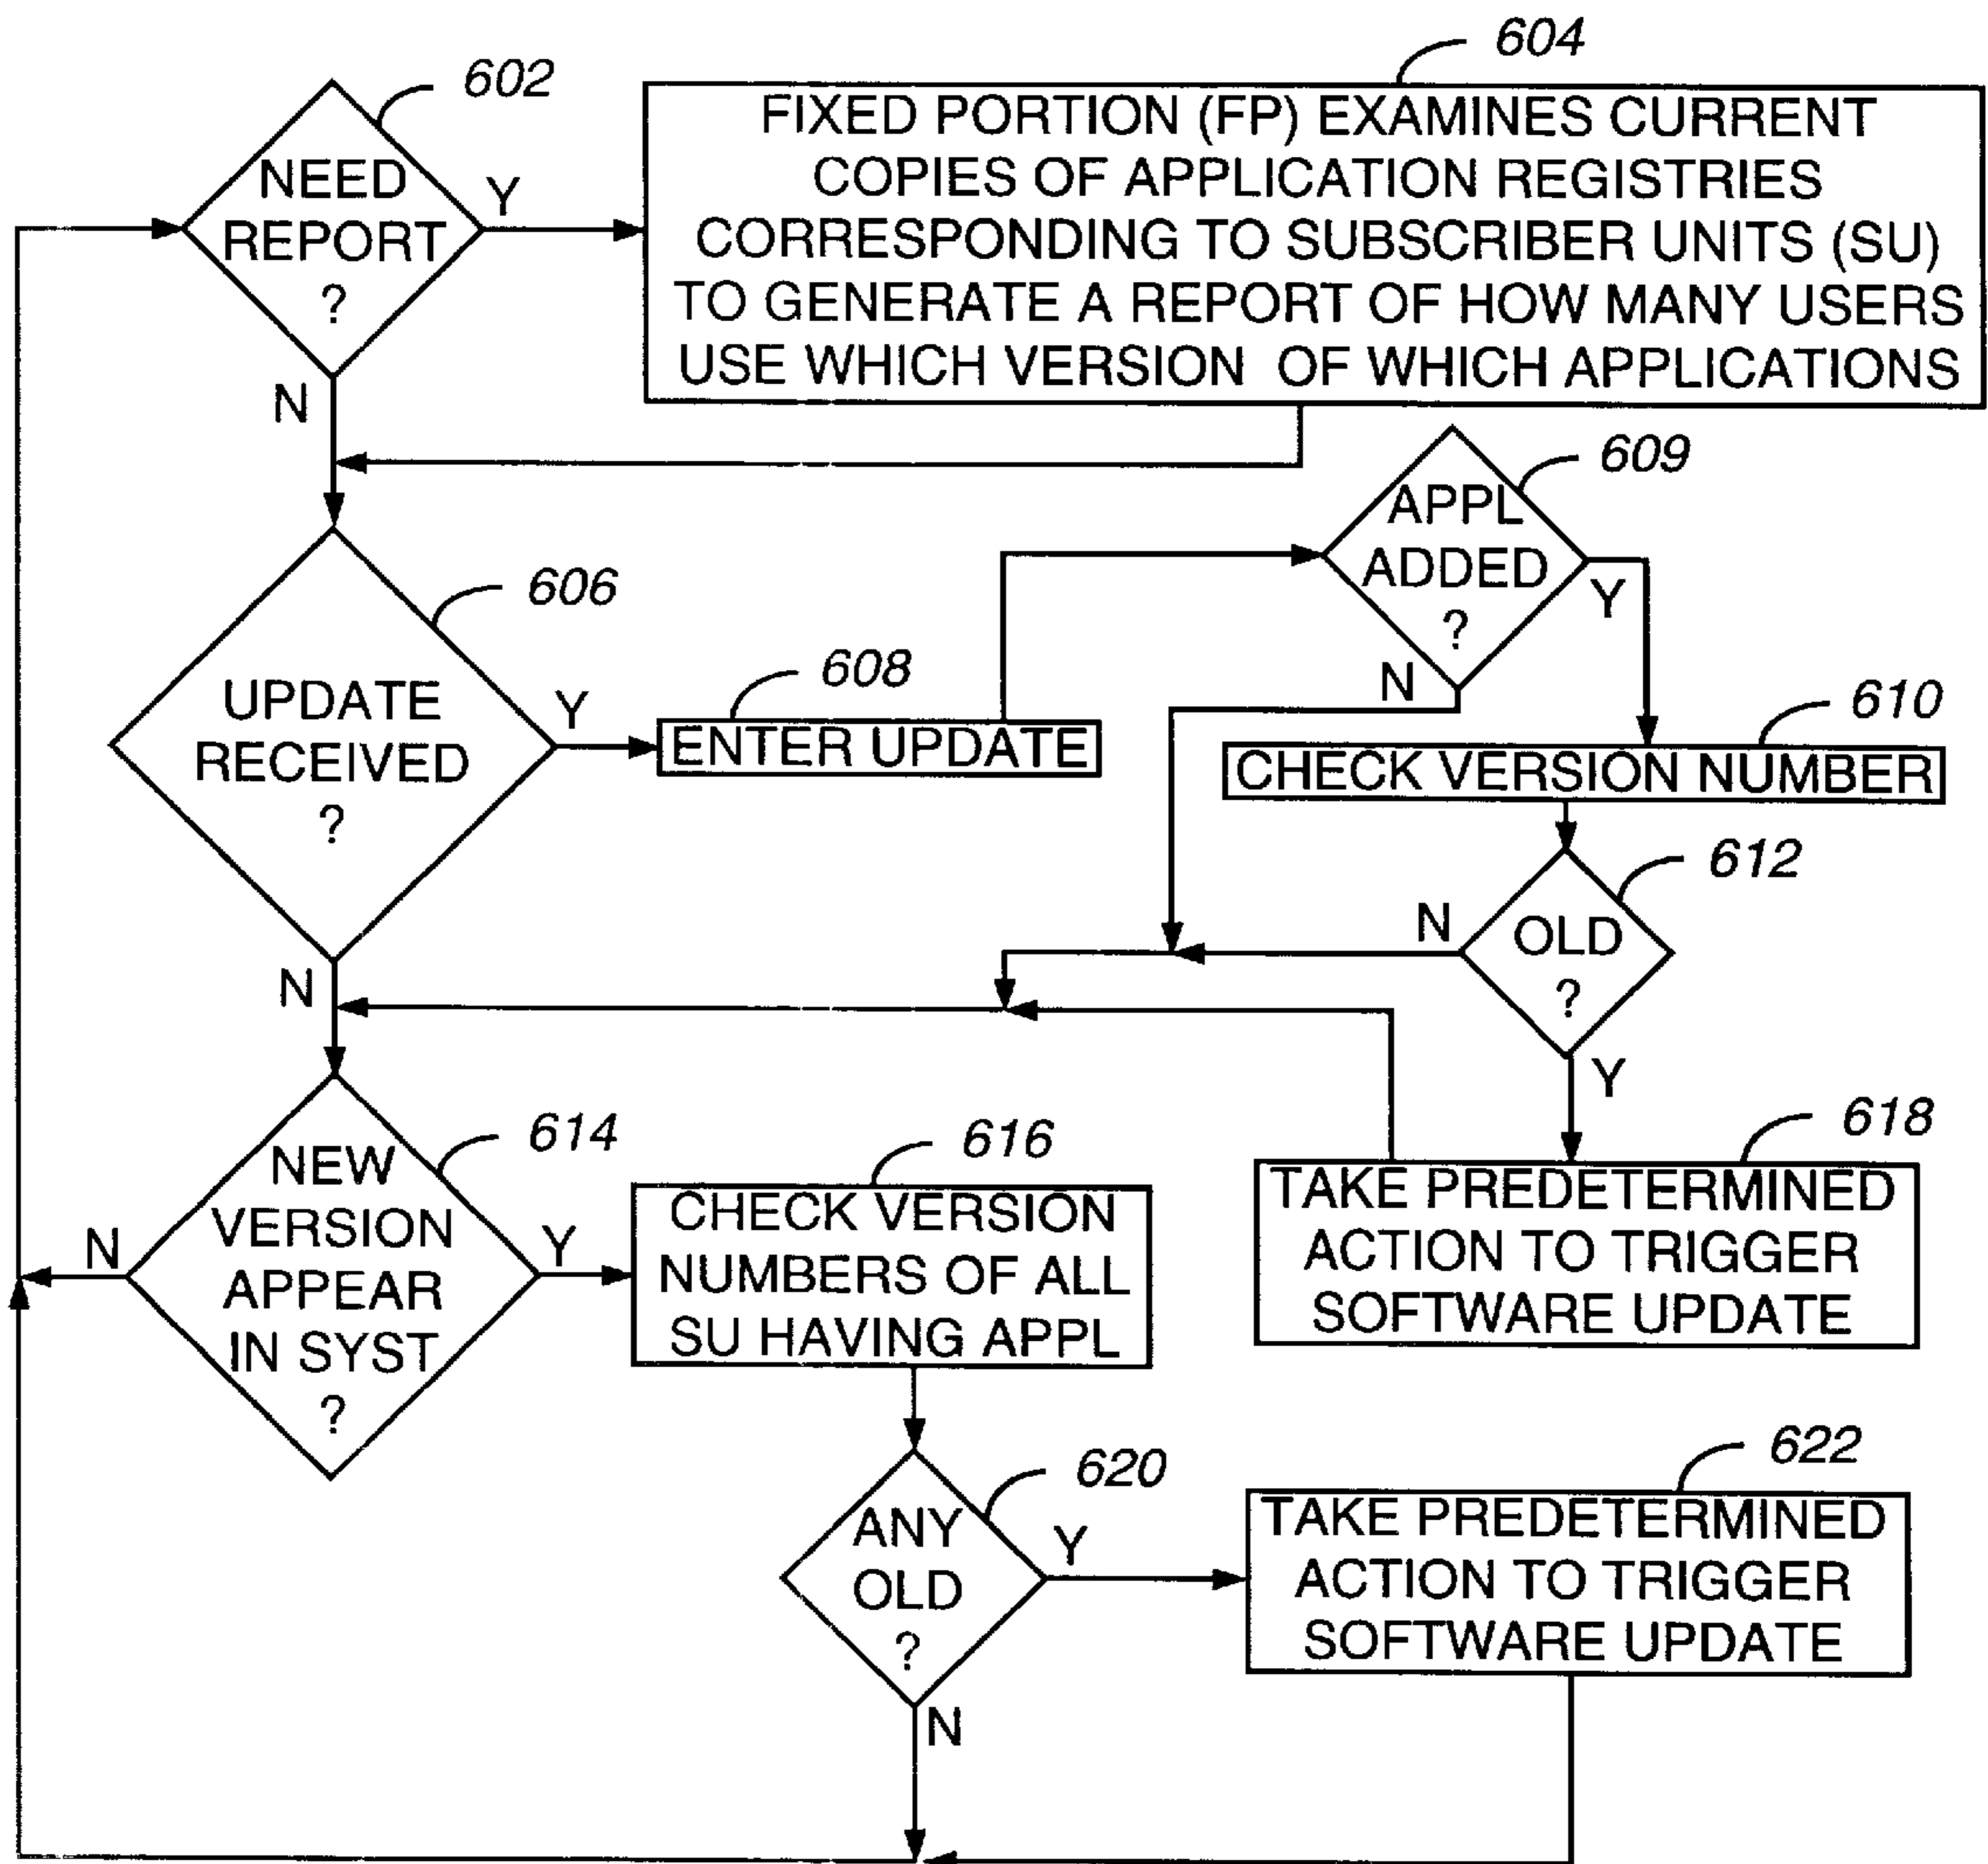 602
NEED
REPORT
?
Y
N
604
FIXED PORTION (FP) EXAMINES CURRENT
COPIES OF APPLICATION REGISTRIES
CORRESPONDING TO SUBSCRIBER UNITS (SU)
TO GENERATE A REPORT OF HOW MANY USERS
USE WHICH VERSION OF WHICH APPLICATIONS
606
UPDATE
RECEIVED
?
Y
N
608
ENTER UPDATE
609
APPL
ADDED
?
Y
N
610
CHECK VERSION NUMBER
612
OLD
?
N
Y
618
TAKE PREDETERMINED
ACTION TO TRIGGER
SOFTWARE UPDATE
614
NEW
VERSION
APPEAR
IN SYST
?
N
Y
616
CHECK VERSION
NUMBERS OF ALL
SU HAVING APPL
620
ANY
OLD
?
Y
N
622
TAKE PREDETERMINED
ACTION TO TRIGGER
SOFTWARE UPDATE